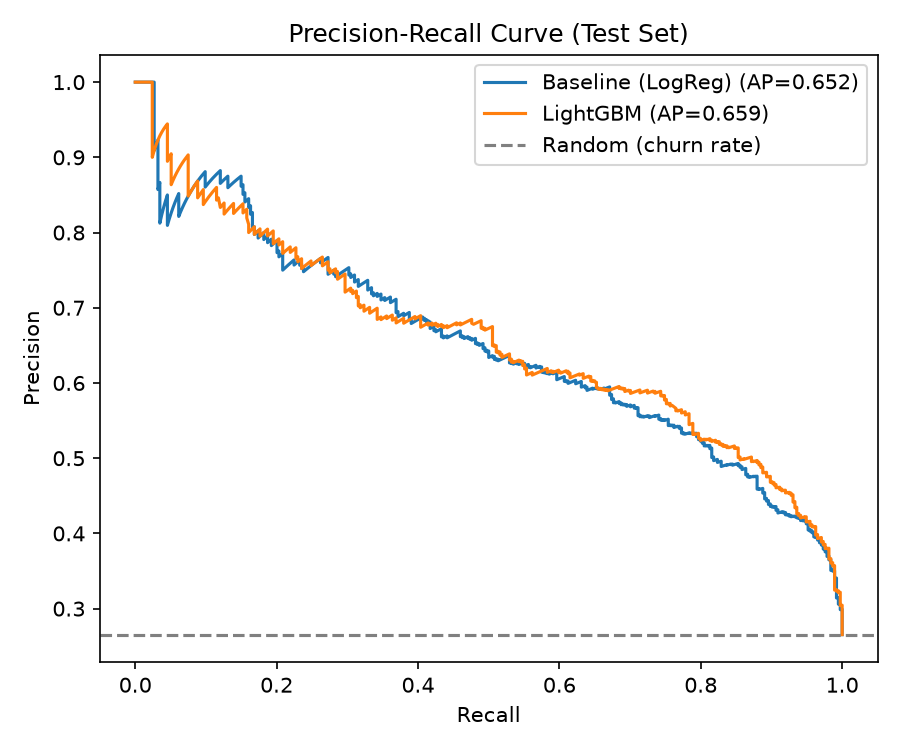 Precision-Recall Curve (Test Set)
Baseline (LogReg) (AP=0.652)
LightGBM (AP=0.659)
Random (churn rate)
1.0
0.9
0.8
0.7
0.6
0.5
0.4
0.3
Precision
0.0 0.2 0.4 0.6 0.8 1.0
Recall